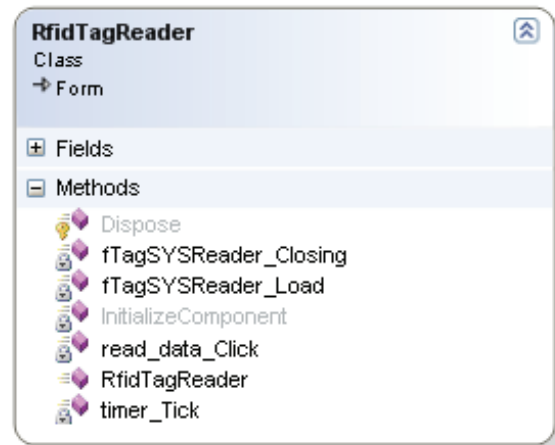 RfidTagReader
Class
Form
Fields
Methods
Dispose
fTagSYSReader_Closing
fTagSYSReader_Load
InitializeComponent
read_data_Click
RfidTagReader
timer_Tick